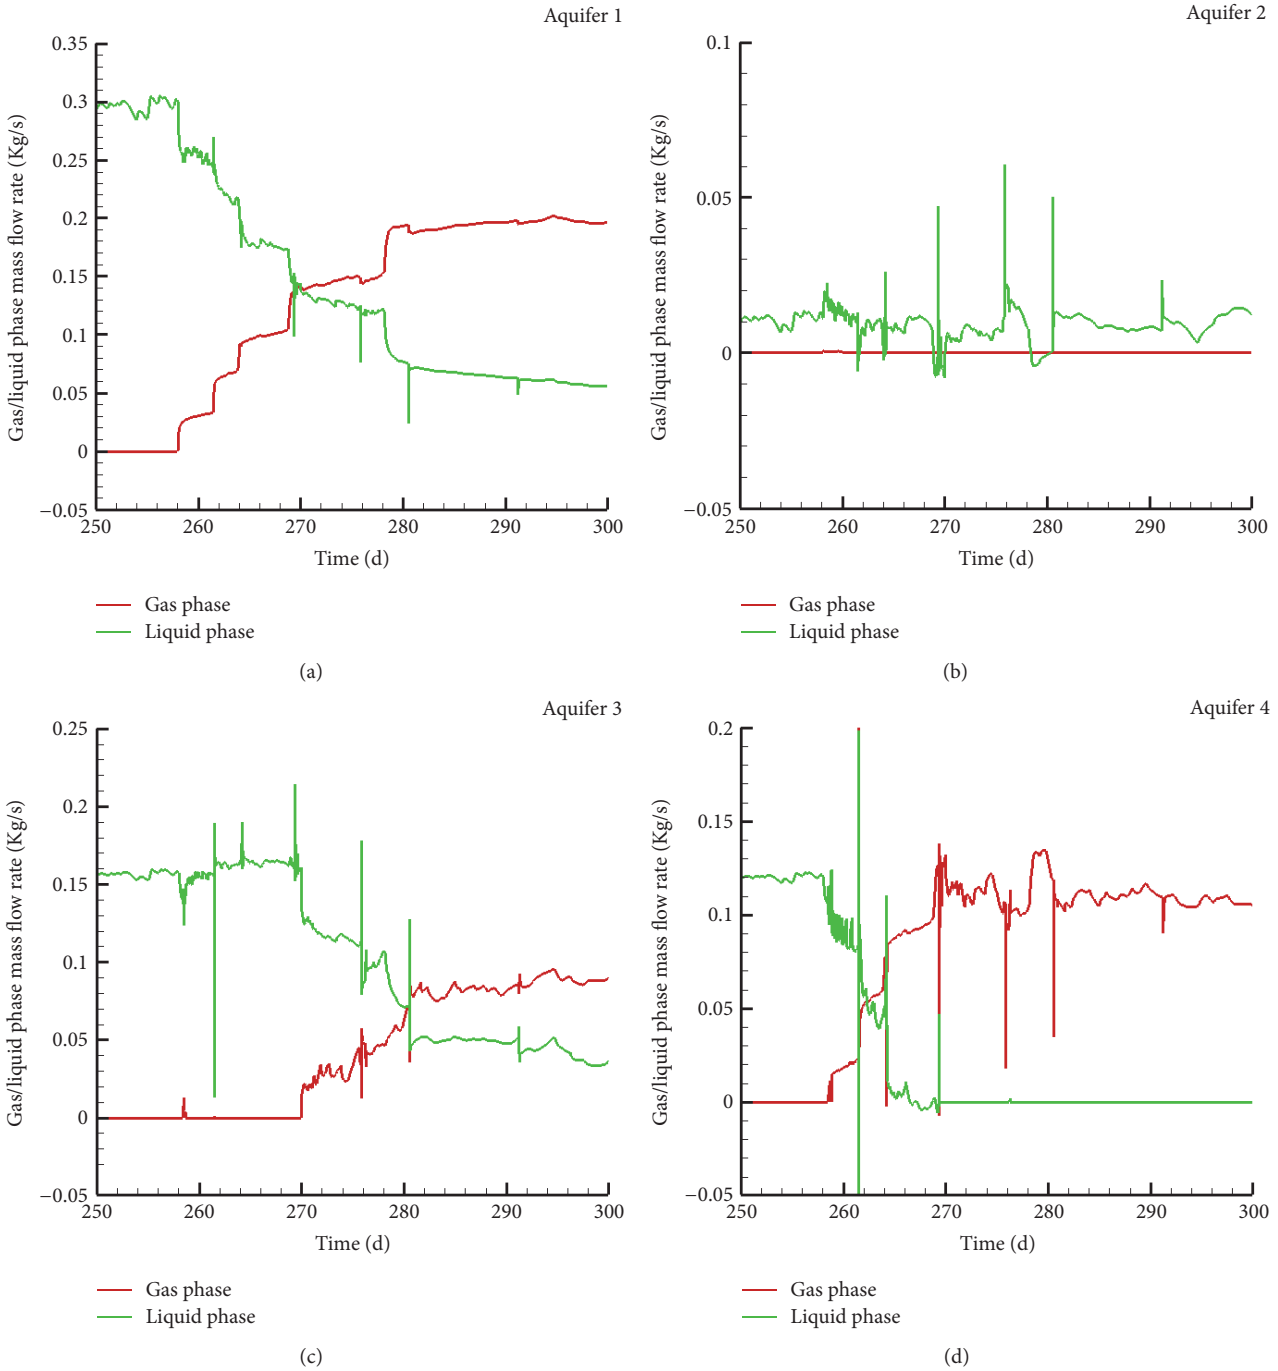 Aquifer 1
Gas/liquid phase mass flow rate (Kg/s)
0.35
0.3
0.25
0.2
0.15
0.1
0.05
0
−0.05
250 260 270 280 290 300
Time (d)
Gas phase
Liquid phase
(a)
Aquifer 2
Gas/liquid phase mass flow rate (Kg/s)
0.1
0.05
0
−0.05
250 260 270 280 290 300
Time (d)
Gas phase
Liquid phase
(b)
Aquifer 3
Gas/liquid phase mass flow rate (Kg/s)
0.25
0.2
0.15
0.1
0.05
0
−0.05
250 260 270 280 290 300
Time (d)
Gas phase
Liquid phase
(c)
Aquifer 4
Gas/liquid phase mass flow rate (Kg/s)
0.2
0.15
0.1
0.05
0
−0.05
250 260 270 280 290 300
Time (d)
Gas phase
Liquid phase
(d)